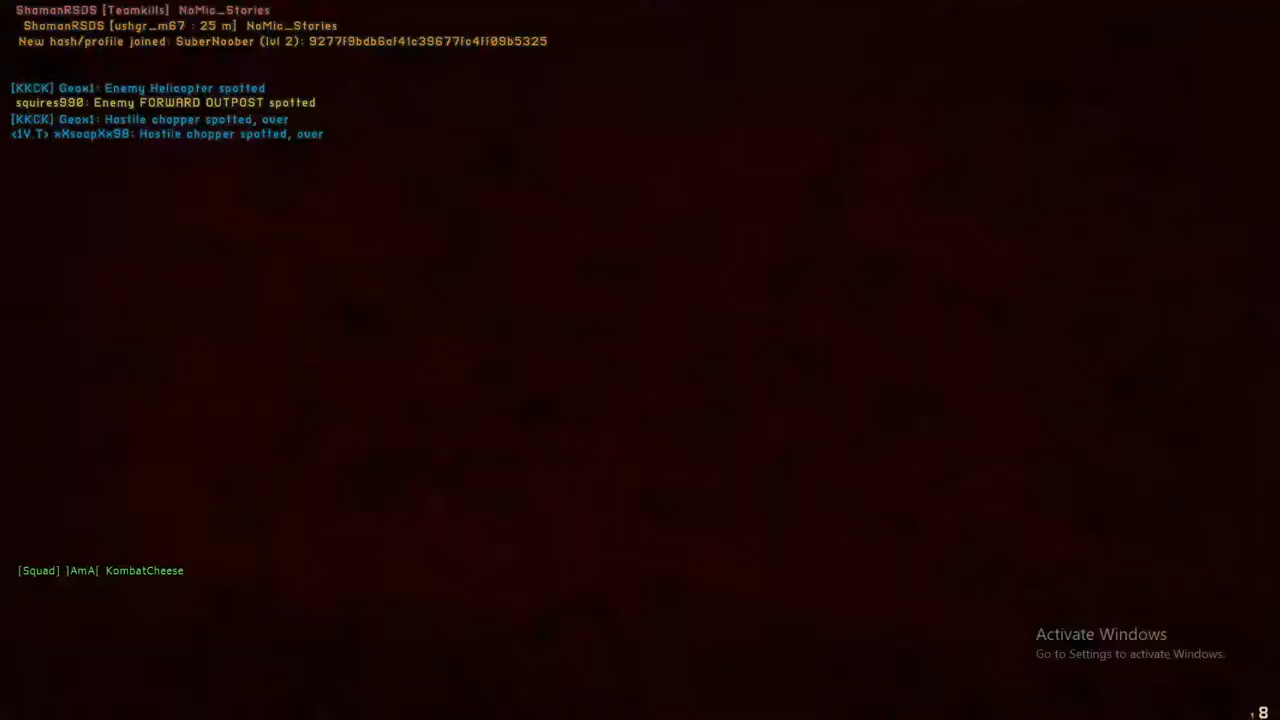 ShamanRSDS [Teamkills] NoMic_Stories
ShamanRSDS [ushgr_m67 : 25 m] NoMic_Stories
New hash/profile joined: SuberNoober (lvl 2): 9277f9bdb6af41c39677fc4ff09b5325
[KKCK] Geox1: Enemy Helicopter spotted
squires990: Enemy FORWARD OUTPOST spotted
[KKCK] Geox1: Hostile chopper spotted, over
<1V.T> xXsoapXx98: Hostile chopper spotted, over
[Squad] ]AmA[ KombatCheese
Activate Windows
Go to Settings to activate Windows.
8